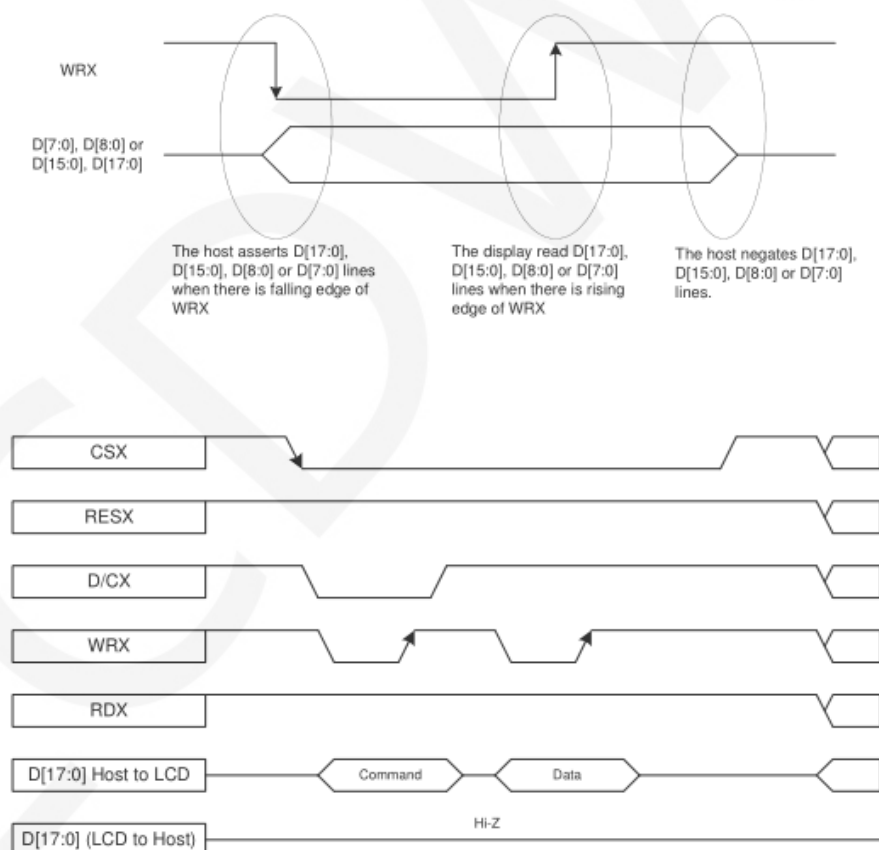 WRX
D[7:0], D[8:0] or
D[15:0], D[17:0]
The host asserts D[17:0],
D[15:0], D[8:0] or D[7:0] lines
when there is falling edge of
WRX
The display read D[17:0],
D[15:0], D[8:0] or D[7:0]
lines when there is rising
edge of WRX
The host negates D[17:0],
D[15:0], D[8:0] or D[7:0]
lines.
CSX
RESX
D/CX
WRX
RDX
D[17:0] Host to LCD
Command
Data
D[17:0] (LCD to Host)
Hi-Z